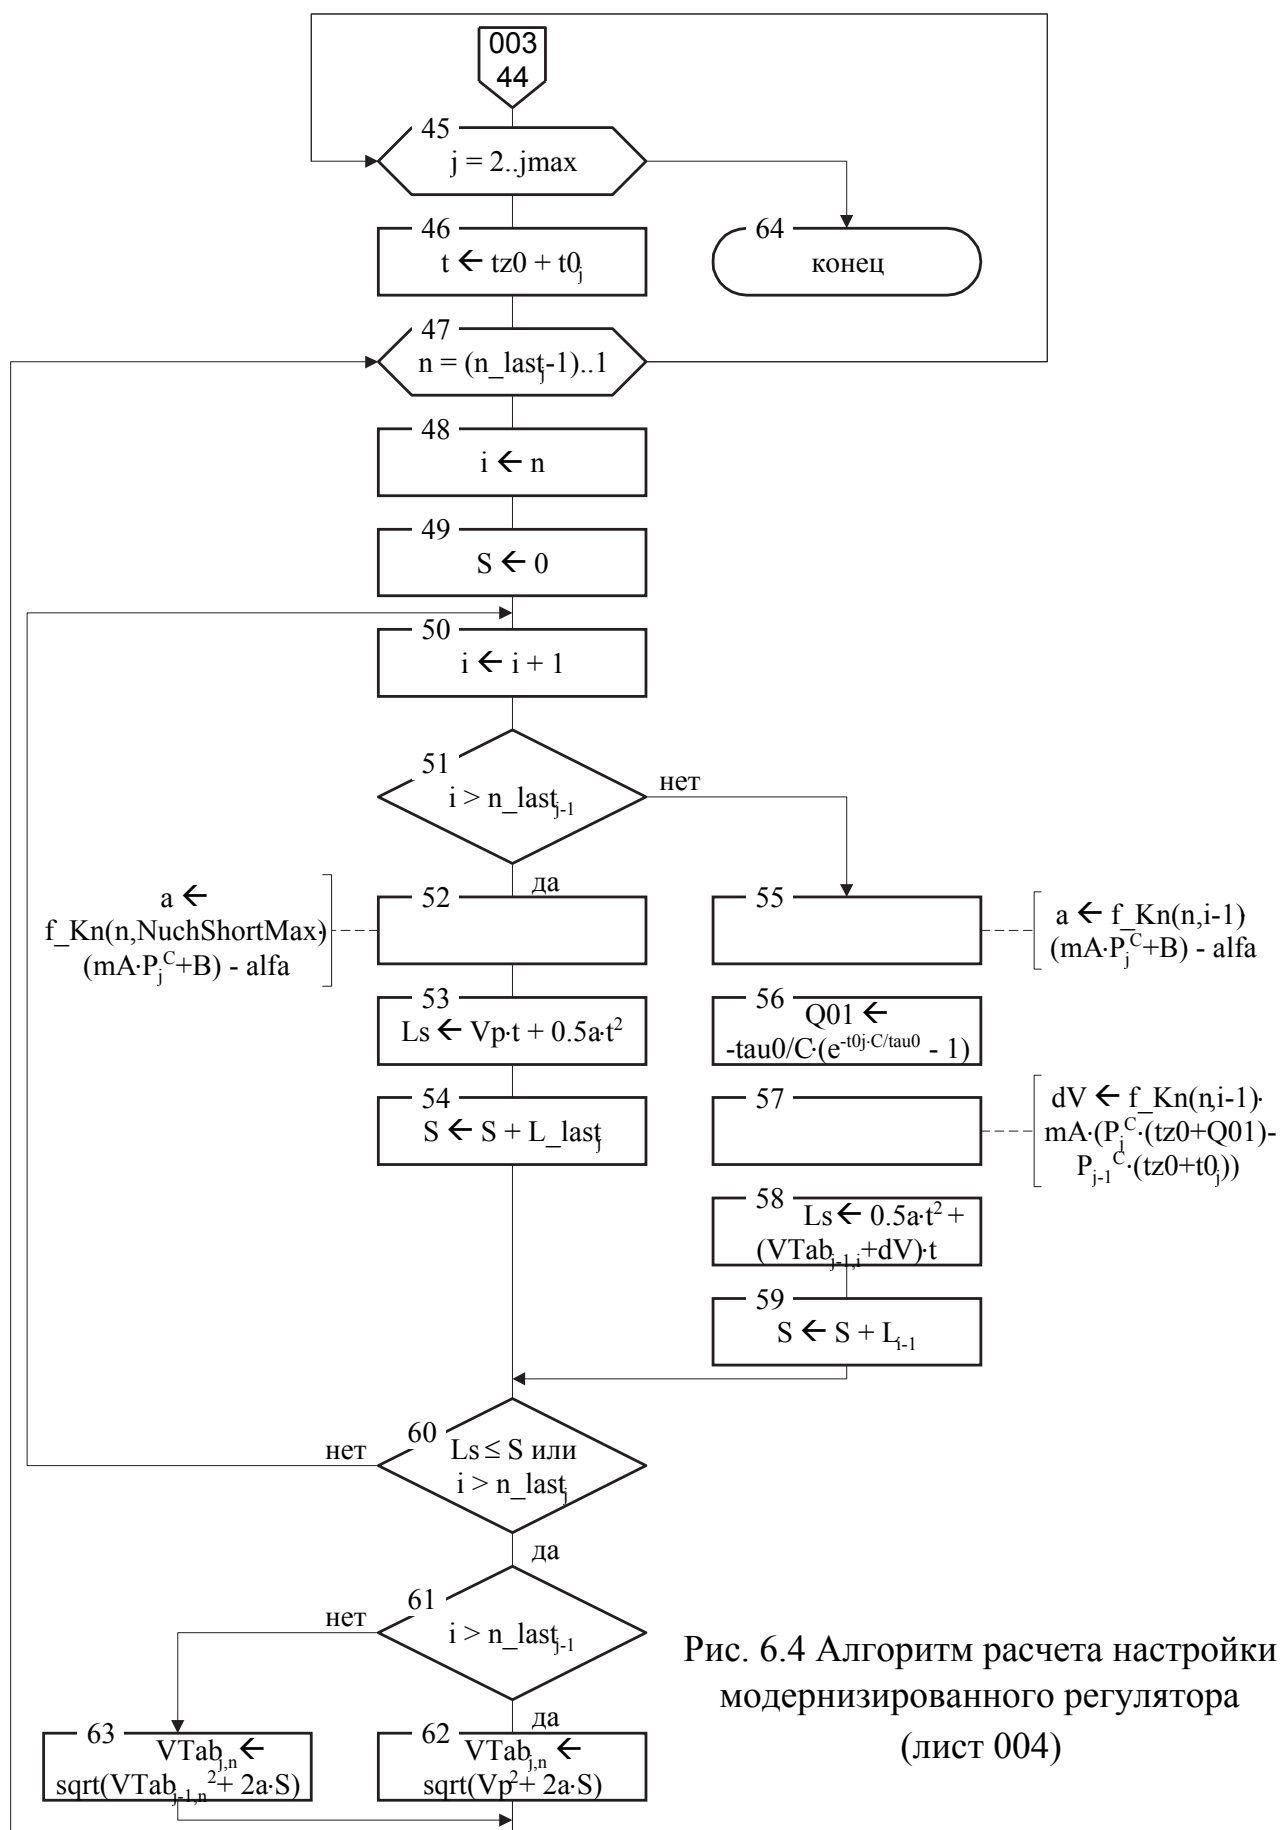 003
44
45
j = 2..jmax
46
t ← tz0 + t0j
64
конец
47
n = (n_lastj-1)..1
48
i ← n
49
S ← 0
50
i ← i + 1
51
i > n_lastj-1
нет
да
a ←
f_Kn(n,NuchShortMax)·
(mA·PjC+B) - alfa
52
55
a ← f_Kn(n,i-1)·
(mA·PjC+B) - alfa
53
Ls ← Vp·t + 0.5a·t²
56
Q01 ←
-tau0/C·(e-t0j·C/tau0 - 1)
54
S ← S + L_lastj
57
dV ← f_Kn(n,i-1)·
mA·(PjC·(tz0+Q01)-
Pj-1C·(tz0+t0j))
58
Ls ← 0.5a·t² +
(VTabj-1,i+dV)·t
59
S ← S + Li-1
60
Ls ≤ S или
i > n_lastj
нет
да
61
i > n_lastj-1
нет
да
63
VTabj,n ←
sqrt(VTabj-1,n²+ 2a·S)
62
VTabj,n ←
sqrt(Vp²+ 2a·S)
Рис. 6.4 Алгоритм расчета настройки
модернизированного регулятора
(лист 004)